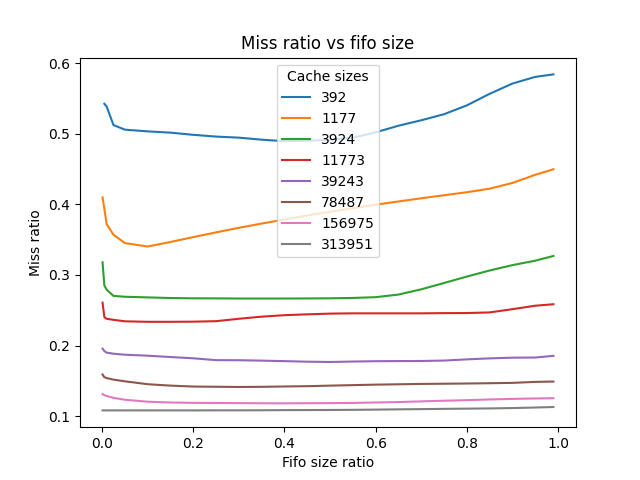 Miss ratio vs fifo size
Cache sizes
392
1177
3924
11773
39243
78487
156975
313951
0.6
0.5
0.4
0.3
0.2
0.1
Miss ratio
0.0 0.2 0.4 0.6 0.8 1.0
Fifo size ratio